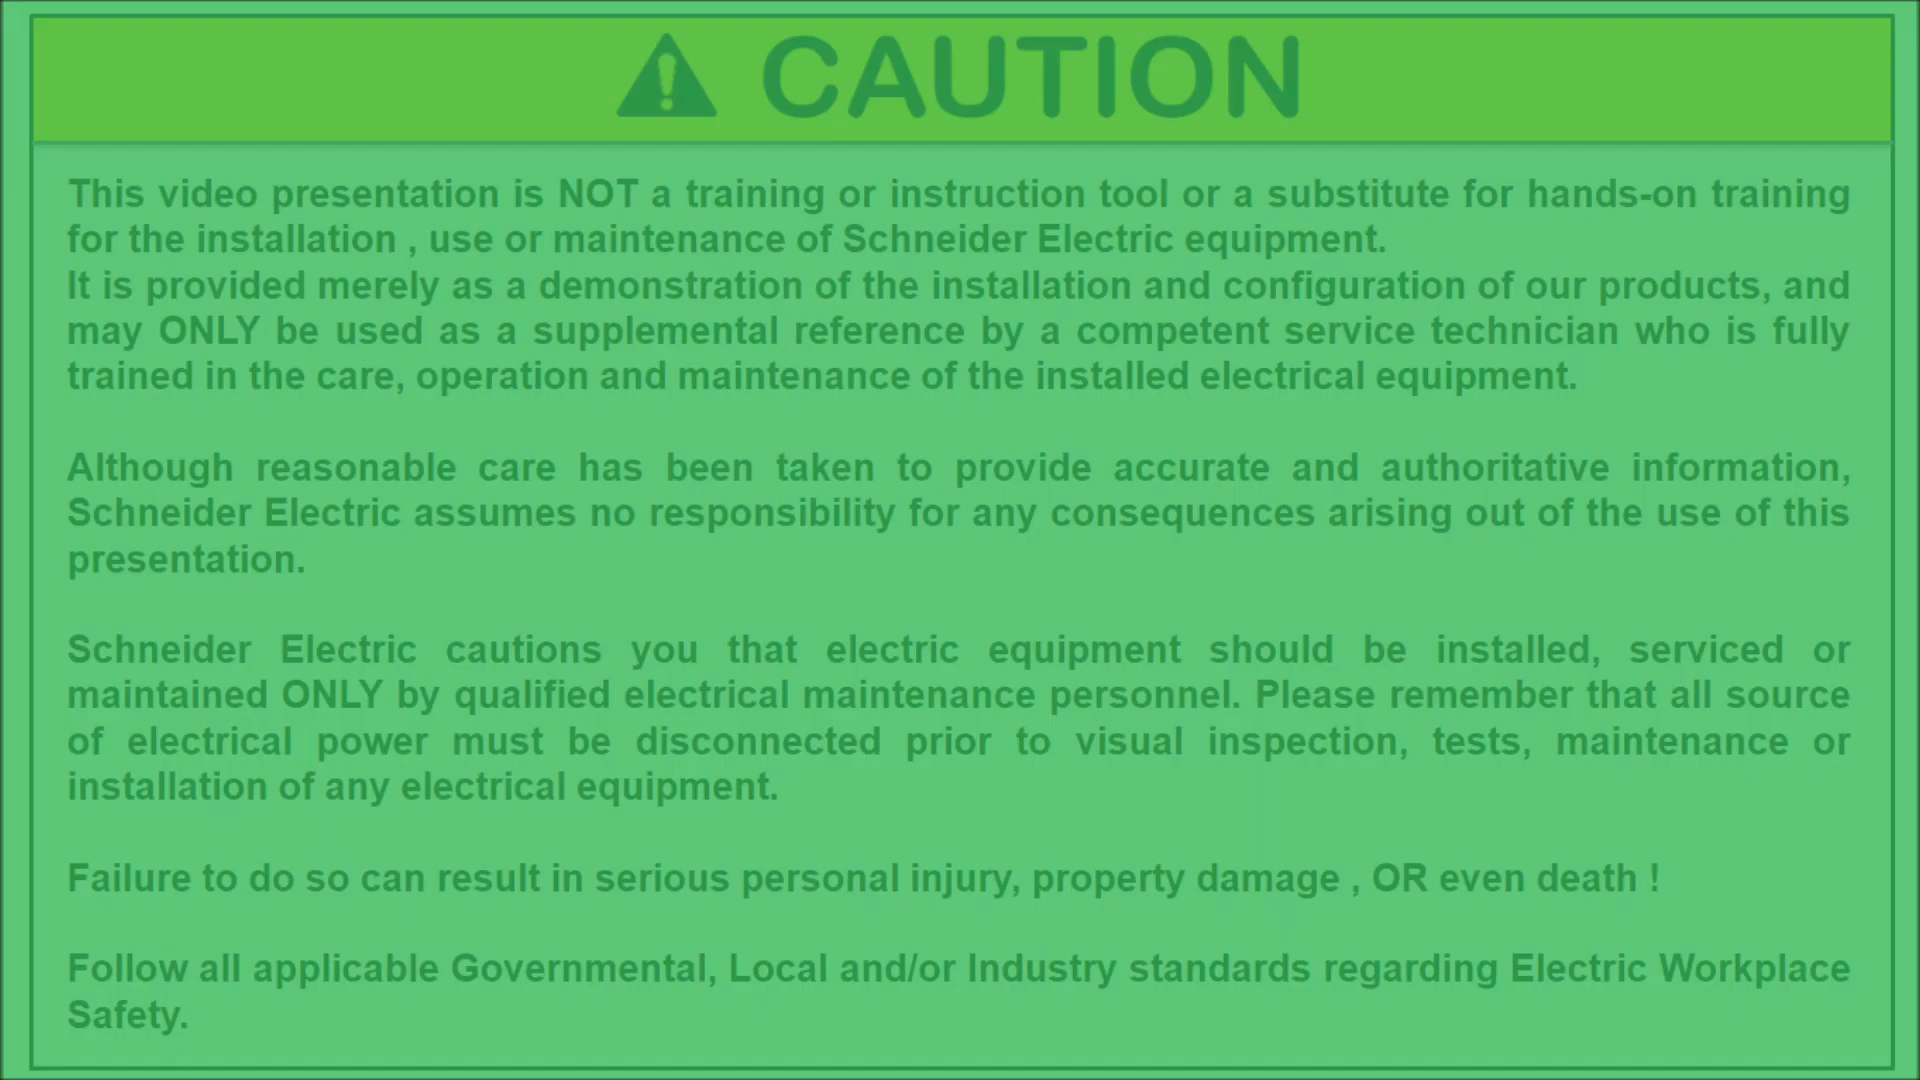 CAUTION
This video presentation is NOT a training or instruction tool or a substitute for hands-on training
for the installation , use or maintenance of Schneider Electric equipment.
It is provided merely as a demonstration of the installation and configuration of our products, and
may ONLY be used as a supplemental reference by a competent service technician who is fully
trained in the care, operation and maintenance of the installed electrical equipment.
Although reasonable care has been taken to provide accurate and authoritative information,
Schneider Electric assumes no responsibility for any consequences arising out of the use of this
presentation.
Schneider Electric cautions you that electric equipment should be installed, serviced or
maintained ONLY by qualified electrical maintenance personnel. Please remember that all source
of electrical power must be disconnected prior to visual inspection, tests, maintenance or
installation of any electrical equipment.
Failure to do so can result in serious personal injury, property damage , OR even death !
Follow all applicable Governmental, Local and/or Industry standards regarding Electric Workplace
Safety.